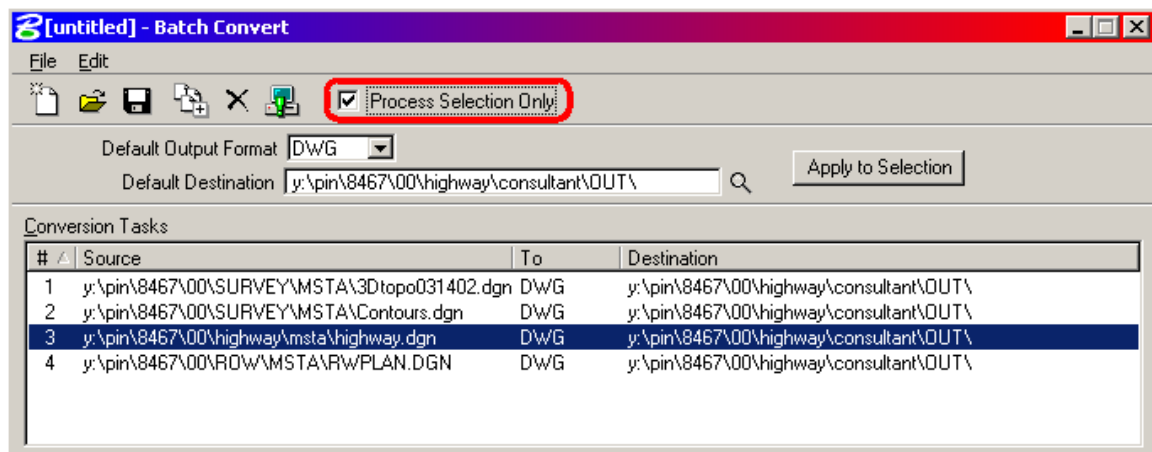 [untitled] - Batch Convert
File Edit
Process Selection Only
Default Output Format DWG
Default Destination y:\pin\8467\00\highway\consultant\OUT\
Apply to Selection
Conversion Tasks
# Source To Destination
1 y:\pin\8467\00\SURVEY\MSTA\3Dtopo031402.dgn DWG y:\pin\8467\00\highway\consultant\OUT\
2 y:\pin\8467\00\SURVEY\MSTA\Contours.dgn DWG y:\pin\8467\00\highway\consultant\OUT\
3 y:\pin\8467\00\highway\msta\highway.dgn DWG y:\pin\8467\00\highway\consultant\OUT\
4 y:\pin\8467\00\ROW\MSTA\RWPLAN.DGN DWG y:\pin\8467\00\highway\consultant\OUT\